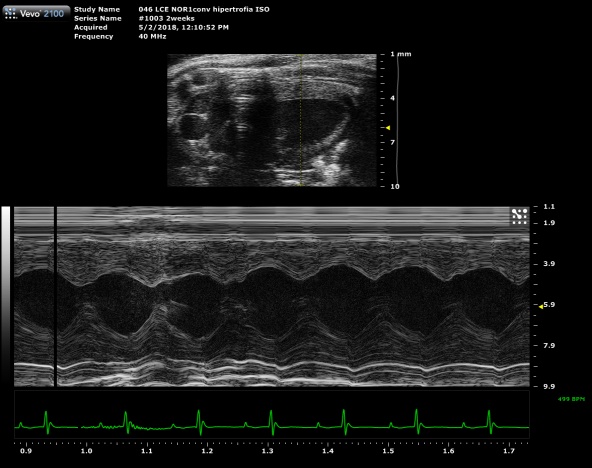 Vevo 2100
Study Name 046 LCE NOR1conv hipertrofia ISO
Series Name #1003 2weeks
Acquired 5/2/2018, 12:10:52 PM
Frequency 40 MHz
1 mm
4
7
10
1.1
1.9
3.9
5.9
7.9
9.9
499 BPM
0.9 1.0 1.1 1.2 1.3 1.4 1.5 1.6 1.7